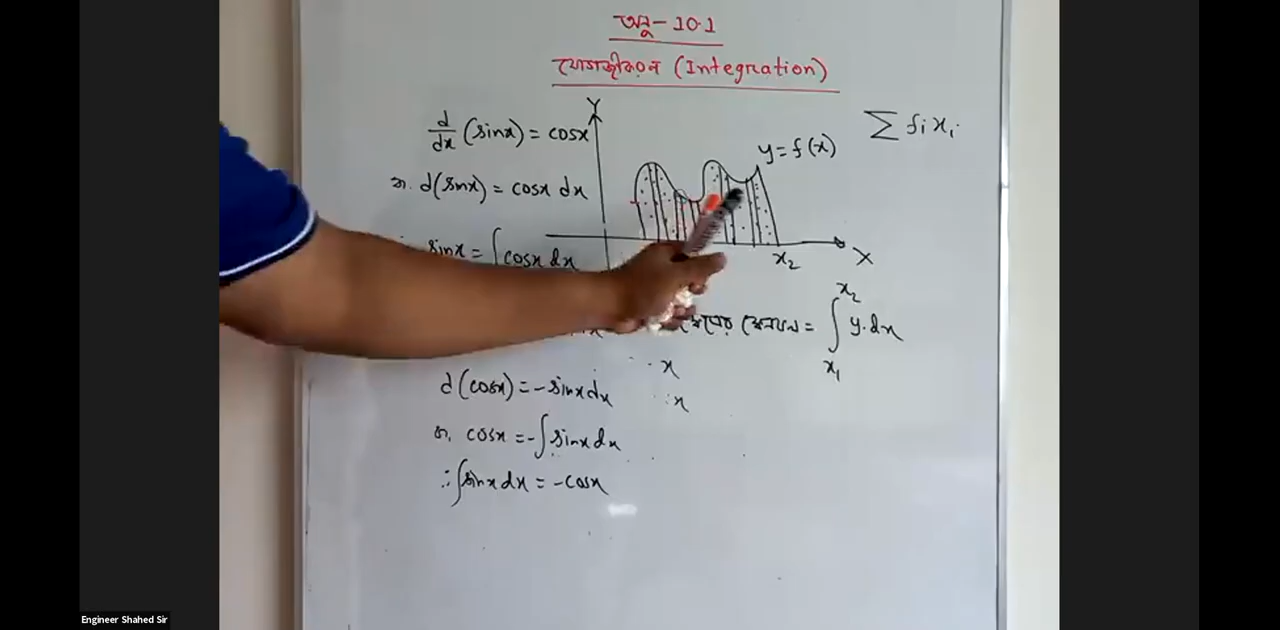 অনু - 10.1
যোগজীকরণ (Integration)
d/dx (sinx) = cosx
বা, d(sinx) = cosx dx
sinx = ∫cosx dx
d(cosx) = -sinx dx
বা, cosx = -∫sinx dx
∴ ∫sinx dx = -cosx
Y
y = f(x)
∑ fi xi
x₂
X
ক্ষেত্রফল = ∫ y.dx
x₂
x₁
x
∴ x
Engineer Shahed Sir